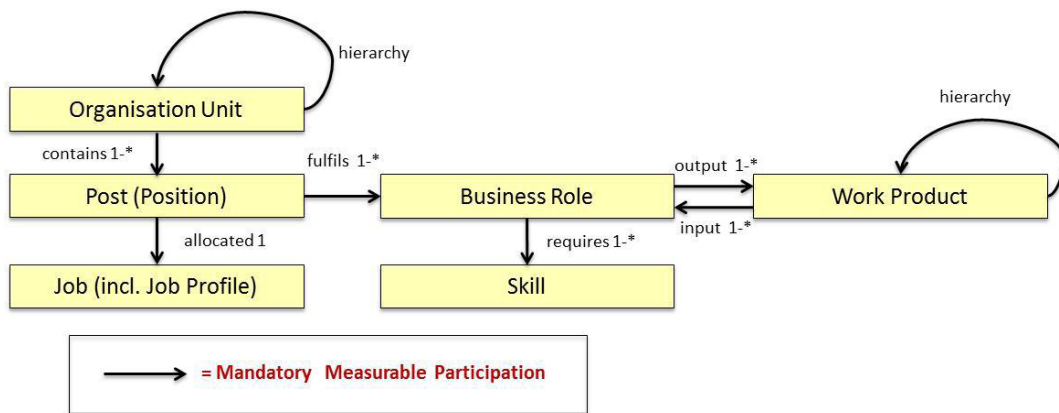 hierarchy
Organisation Unit
hierarchy
contains 1-*
fulfils 1-*
output 1-*
Post (Position)
Business Role
Work Product
allocated 1
requires 1-*
input 1-*
Job (incl. Job Profile)
Skill
= Mandatory Measurable Participation